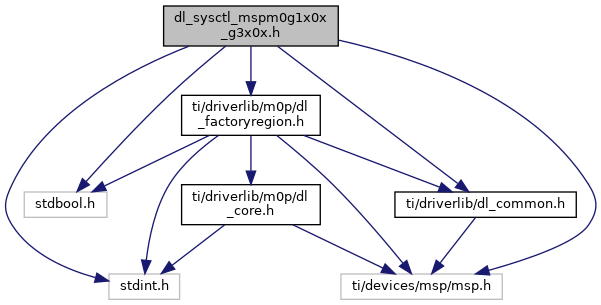 dl_sysctl_mspm0g1x0x
_g3x0x.h
ti/driverlib/m0p/dl
_factoryregion.h
stdbool.h
ti/driverlib/m0p/dl
_core.h
ti/driverlib/dl_common.h
stdint.h
ti/devices/msp/msp.h